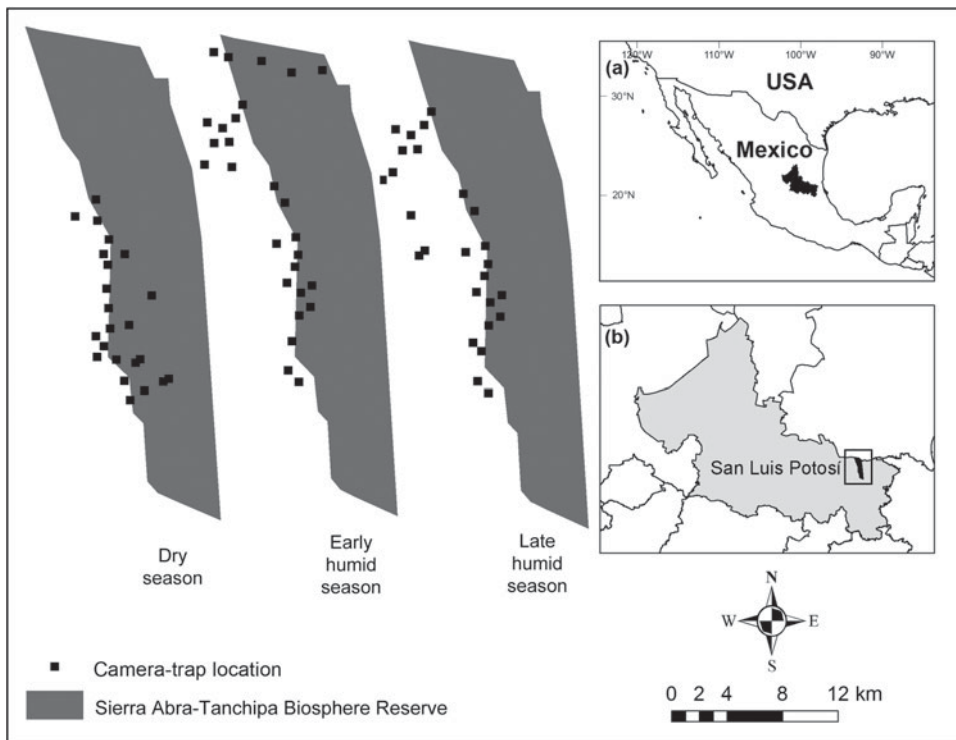 120°W
110°W
100°W
90°W
(a)
USA
30°N
Mexico
20°N
(b)
San Luis Potosí
Dry
season
Early
humid
season
Late
humid
season
N
W
E
S
Camera-trap location
Sierra Abra-Tanchipa Biosphere Reserve
0 2 4 8 12 km